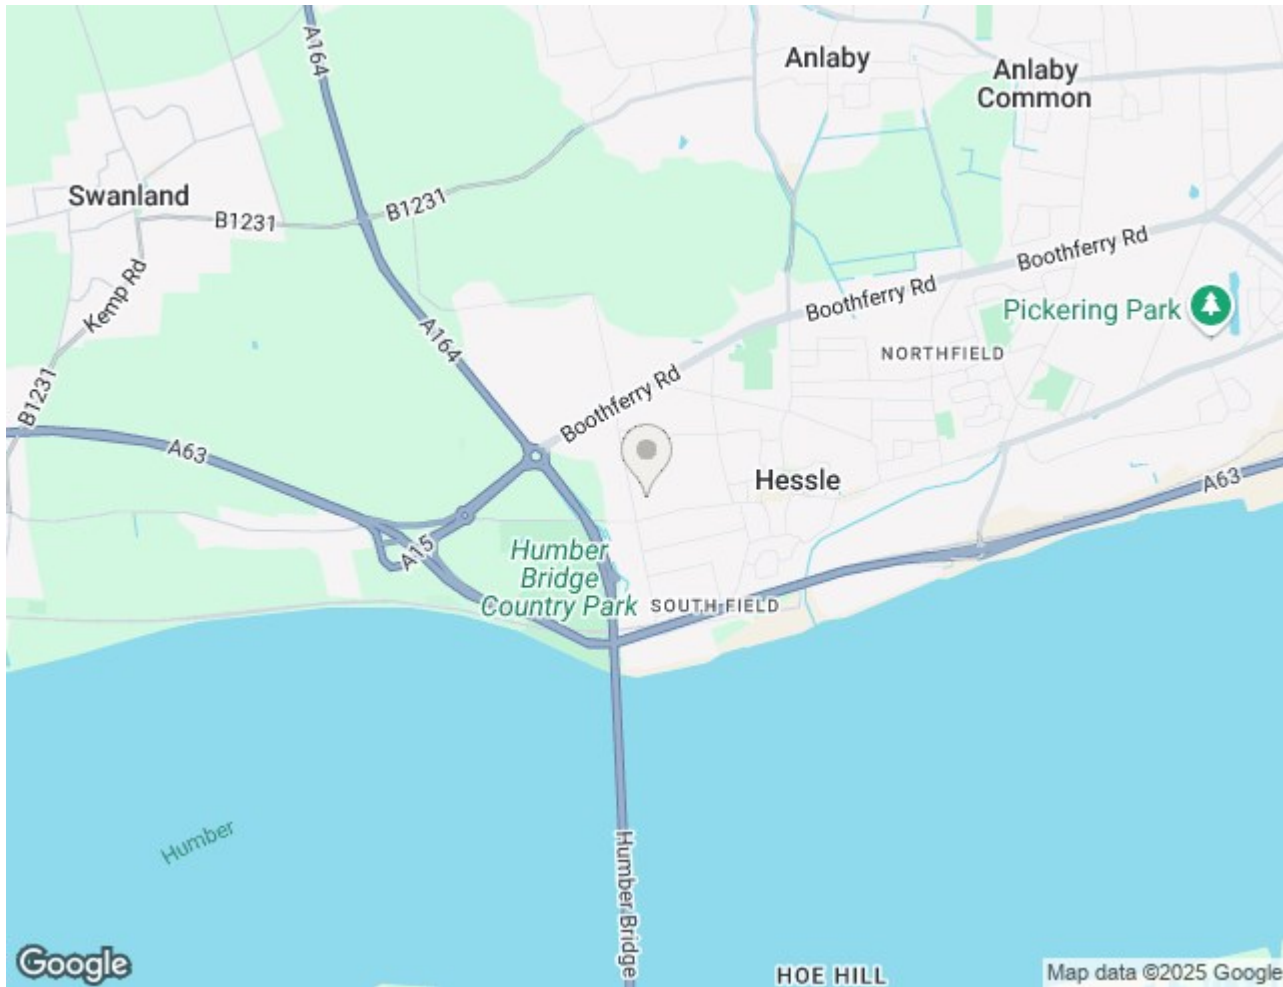 A164
Anlaby
Anlaby
Common
Swanland
B1231
B1231
Kemp Rd
Boothferry Rd
Boothferry Rd
Pickering Park
A164
NORTHFIELD
B1231
Boothferry Rd
A63
Hessle
A63
A15
Humber
Bridge
Country Park
SOUTH FIELD
Humber
Humber Bridge
Google
HOE HILL
Map data ©2025 Google